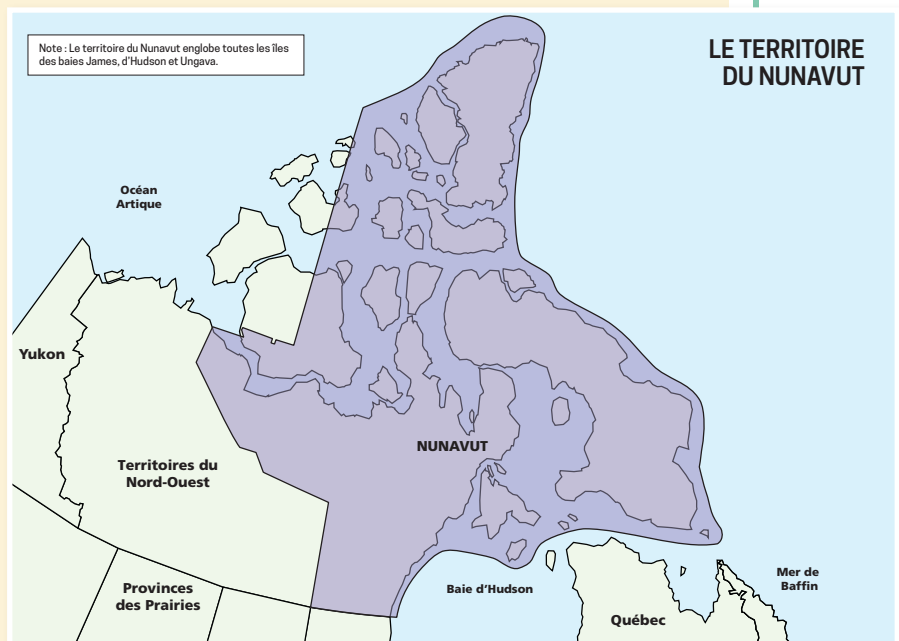 Note : Le territoire du Nunavut englobe toutes les îles
des baies James, d'Hudson et Ungava.
LE TERRITOIRE
DU NUNAVUT
Océan
Artique
Yukon
Territoires du
Nord-Ouest
NUNAVUT
Provinces
des Prairies
Baie d'Hudson
Québec
Mer de
Baffin